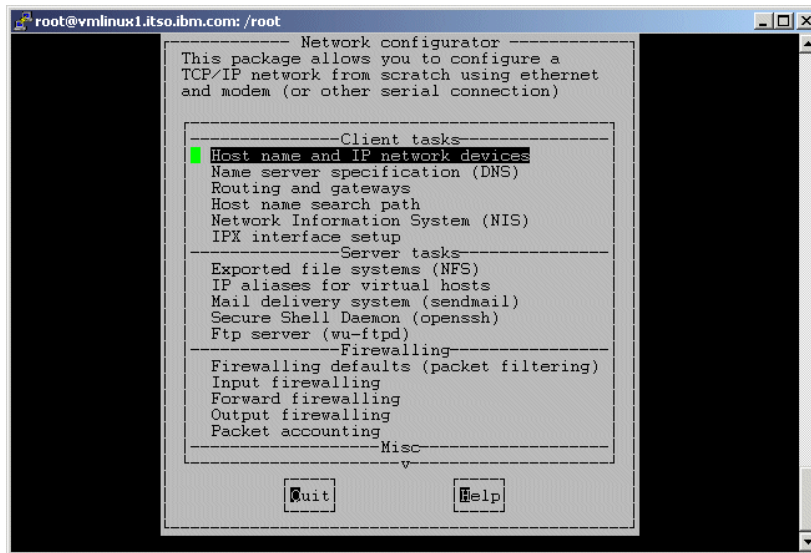 root@vmlinux1.itso.ibm.com: /root
Network configurator
This package allows you to configure a
TCP/IP network from scratch using ethernet
and modem (or other serial connection)
Client tasks
Host name and IP network devices
Name server specification (DNS)
Routing and gateways
Host name search path
Network Information System (NIS)
IPX interface setup
Server tasks
Exported file systems (NFS)
IP aliases for virtual hosts
Mail delivery system (sendmail)
Secure Shell Daemon (openssh)
Ftp server (wu-ftpd)
Firewalling
Firewalling defaults (packet filtering)
Input firewalling
Forward firewalling
Output firewalling
Packet accounting
Misc
v
Quit Help